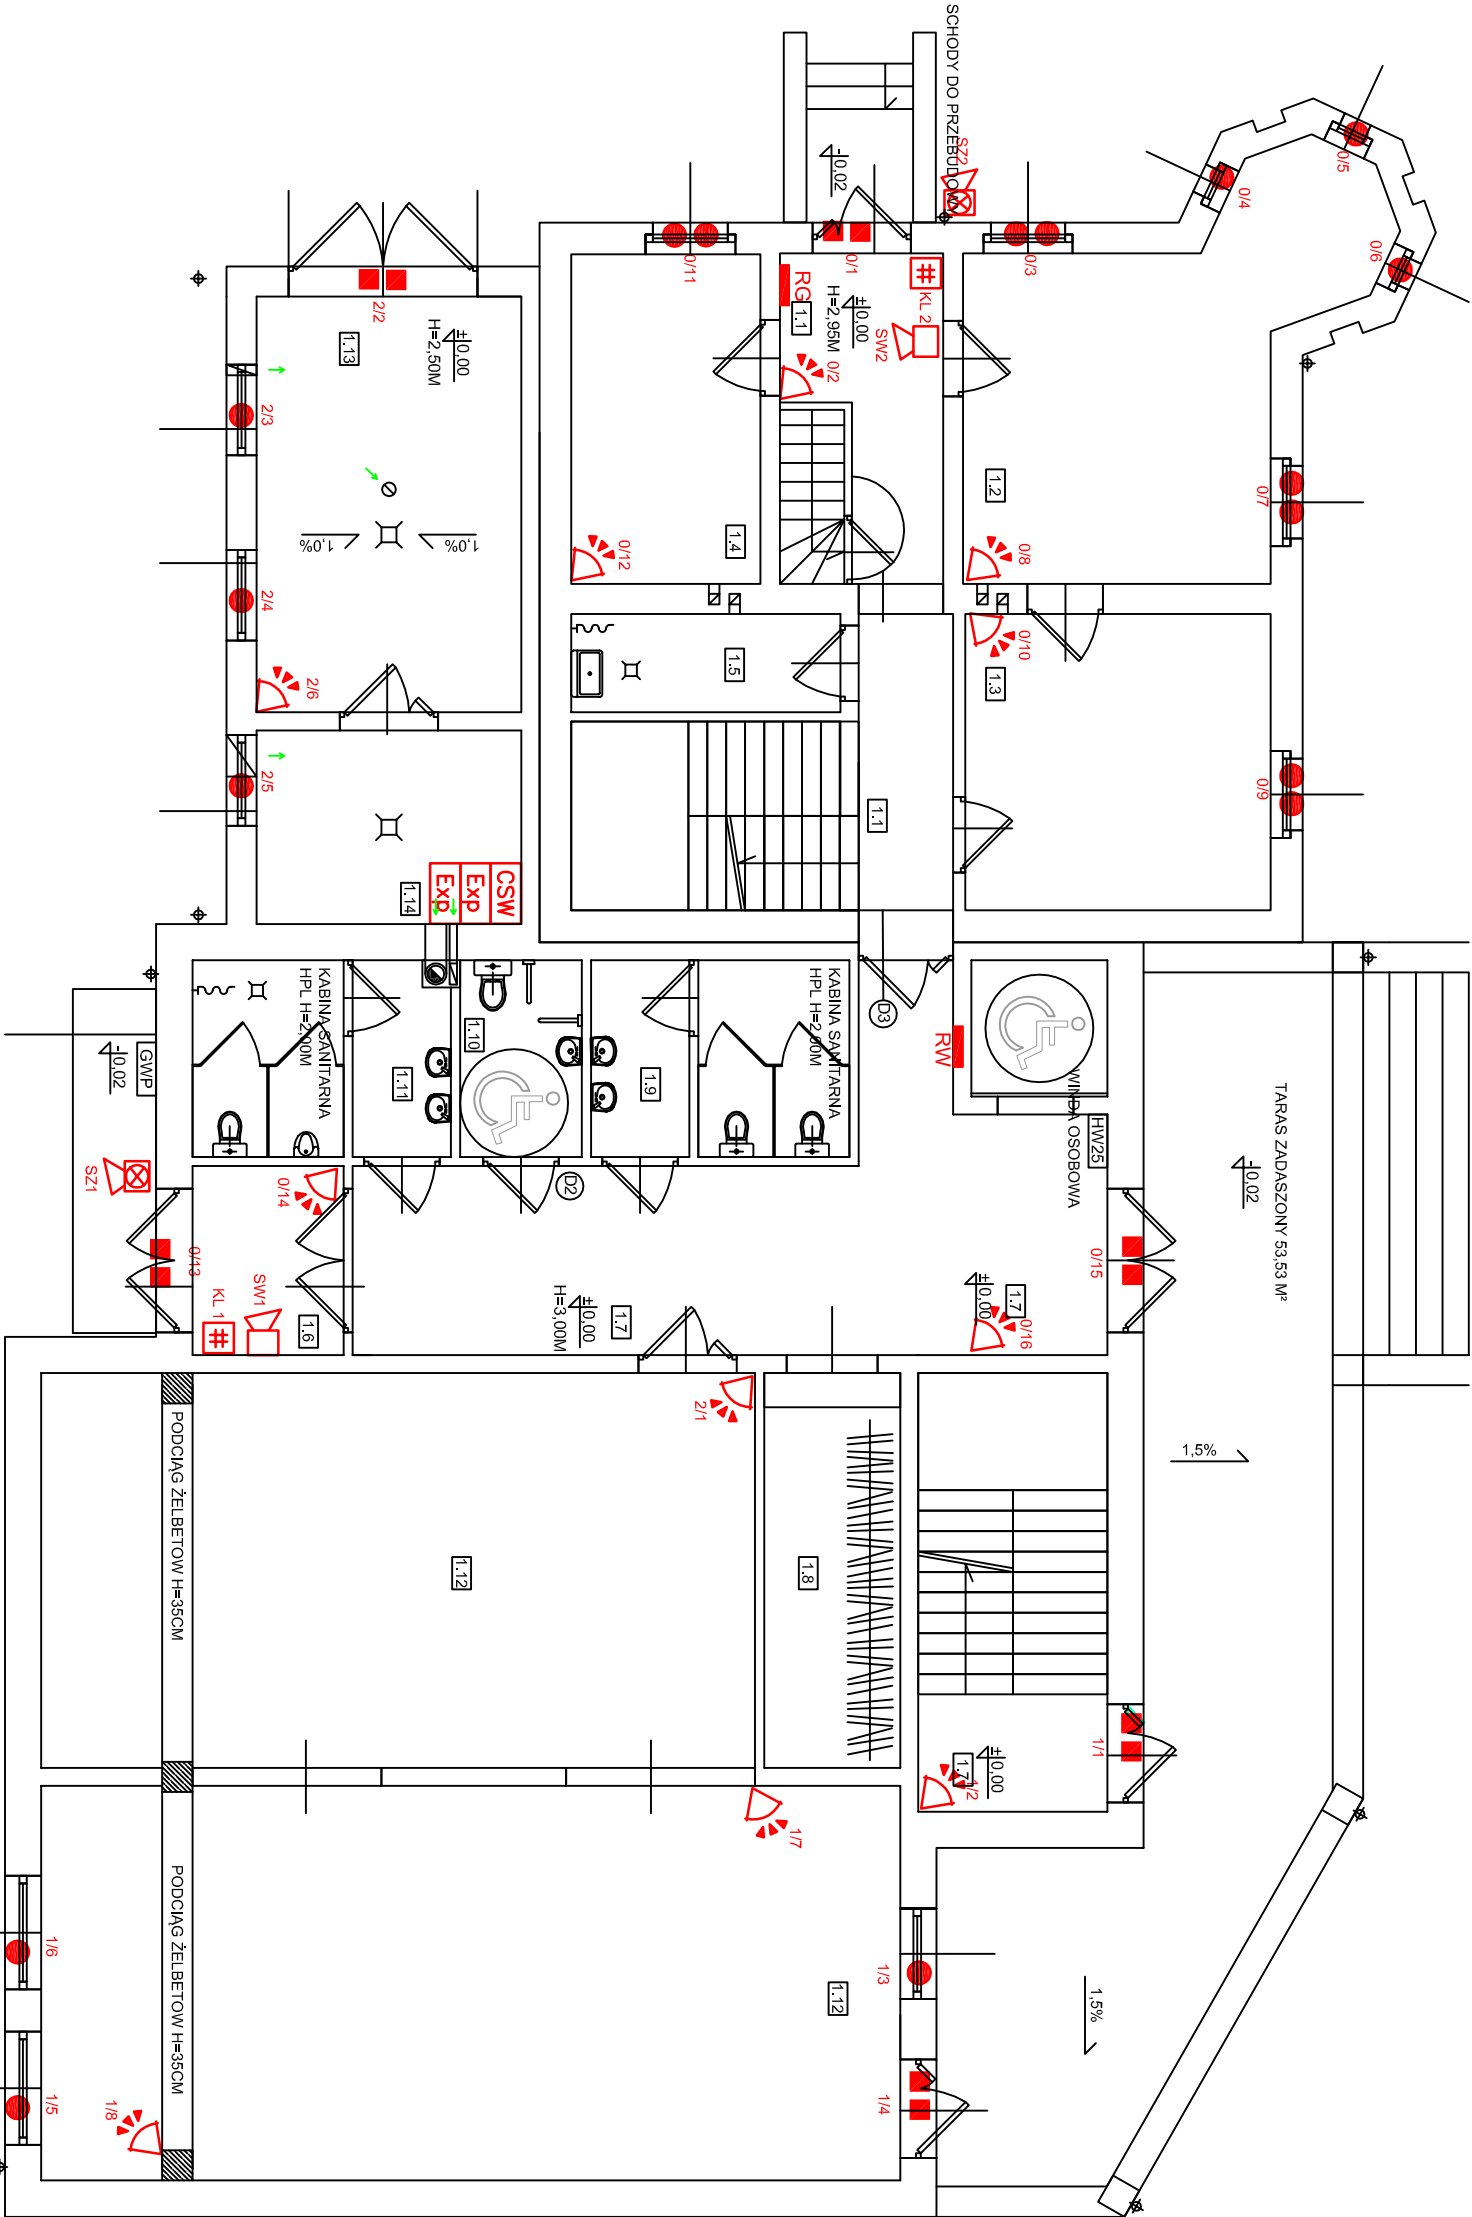 SCHODY DO PRZEBUDOWY
SZ2
-0,02
0/5
0/4
0/6
0/3
0/1
0/11
KL 2
SW2
RG
1.1
±0,00
H=2,95M
0/2
2/2
±0,00
H=2,50M
1.13
2/3
1.2
0/7
0/8
1.4
0/12
1,0%
1,0%
2/4
0/10
1.3
1.5
2/6
2/5
0/9
1.1
CSW
Exp
Exp
1.14
KABINA SANITARNA
HPL H=2,00M
KABINA SANITARNA
HPL H=2,00M
D3
RW
1.10
1.11
1.9
GWP
-0,02
WINDA OSOBOWA
HW25
TARAS ZADASZONY 53,53 M²
-0,02
SZ1
0/14
D2
0/13
0/15
SW1
KL 1
1.6
±0,00
H=3,00M
1.7
±0,00
1.7
0/16
2/1
PODCIĄG ŻELBETOW H=35CM
1,5%
1.12
1.8
1/1
±0,00
1.7
1/2
1/7
PODCIĄG ŻELBETOW H=35CM
1/6
1/3
1.12
1,5%
1/5
1/8
1/4